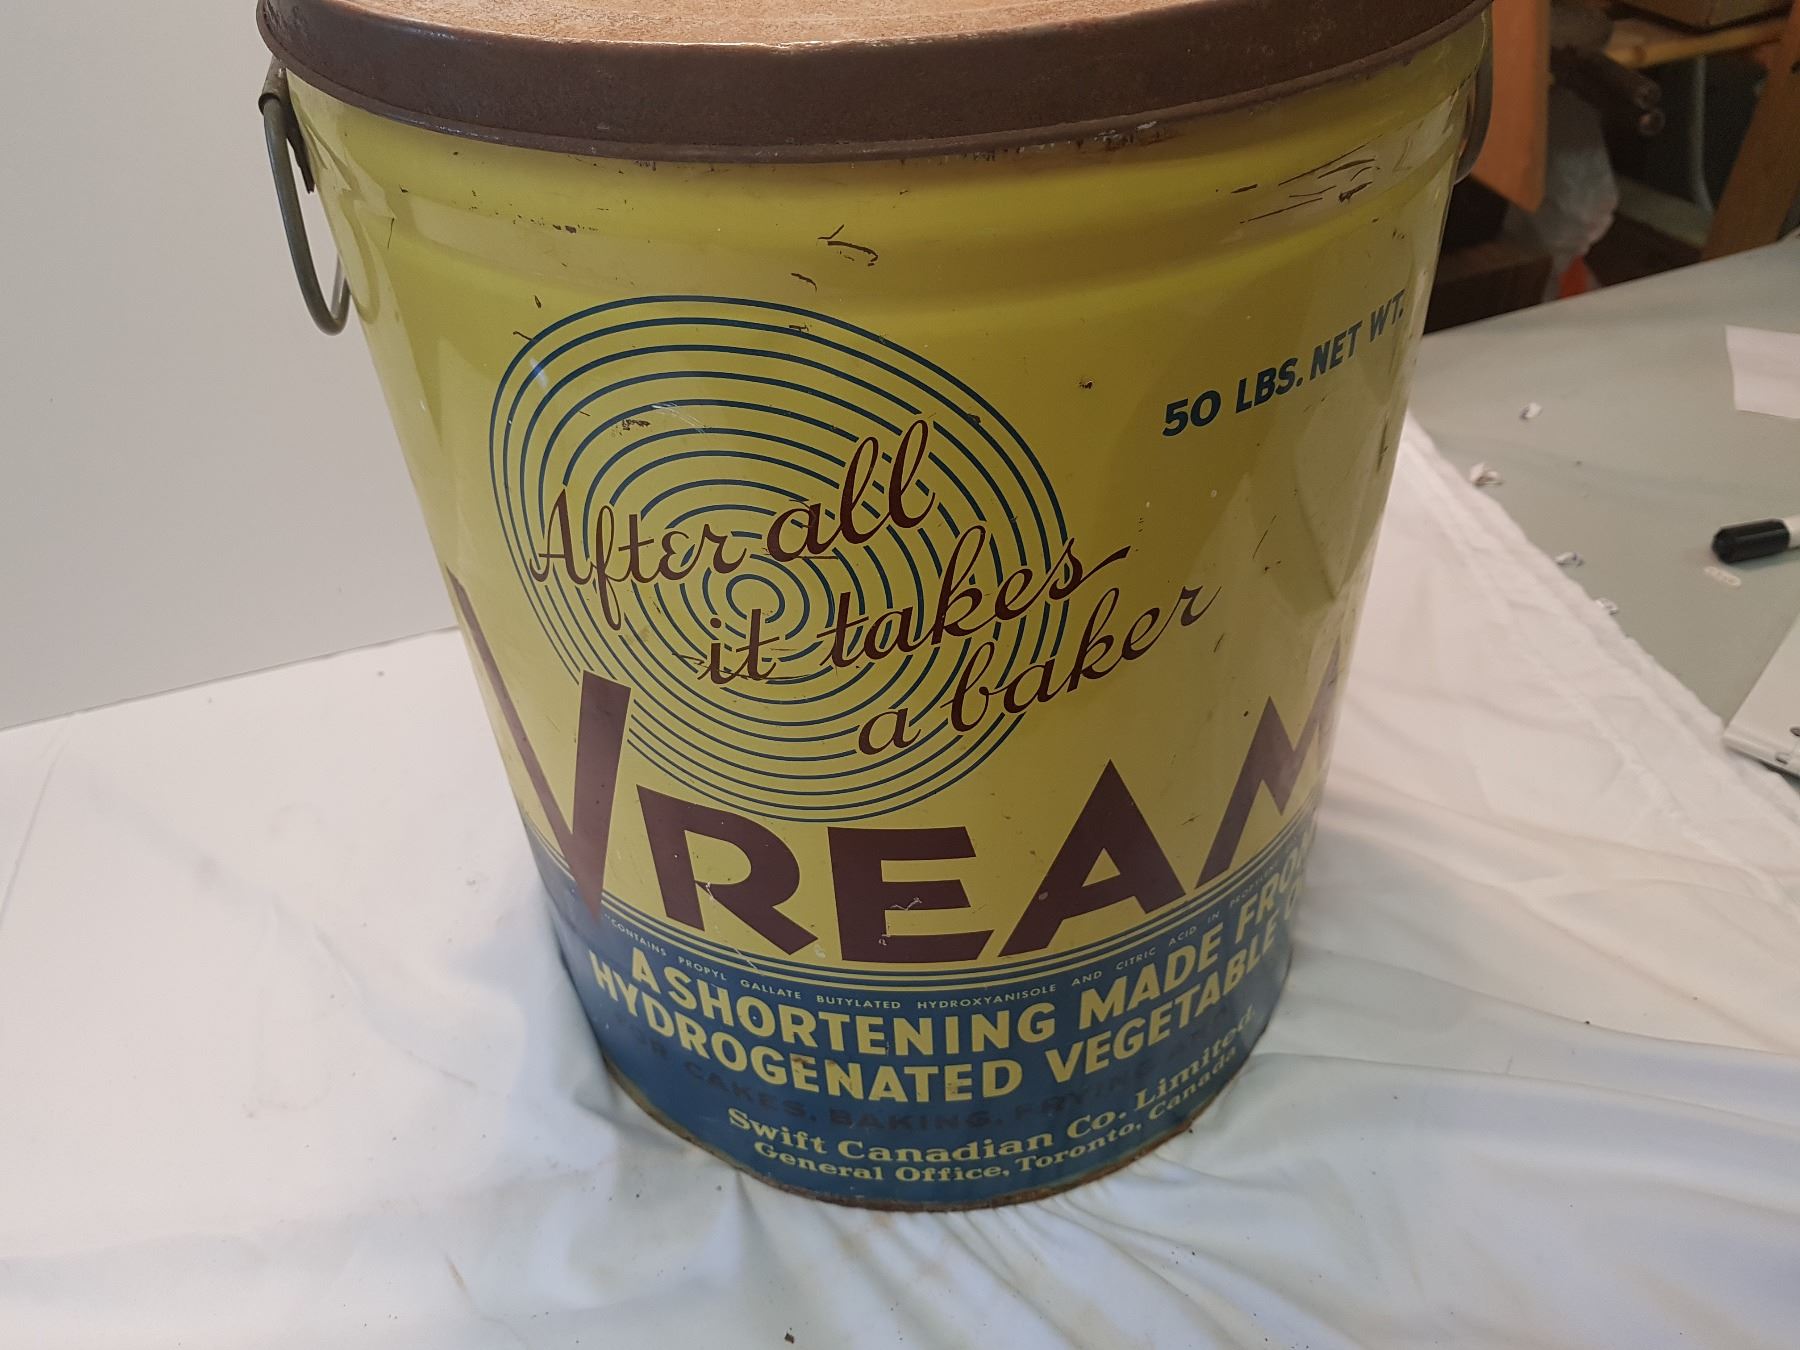 50 LBS. NET WT.
After all
it takes
a baker
VREAM
"CONTAINS PROPYL GALLATE BUTYLATED HYDROXYANISOLE AND CITRIC ACID IN
A SHORTENING MADE FROM
HYDROGENATED VEGETABLE
CAKES, BAKING, FRYING
Swift Canadian Co. Limited.
General Office, Toronto, Canada